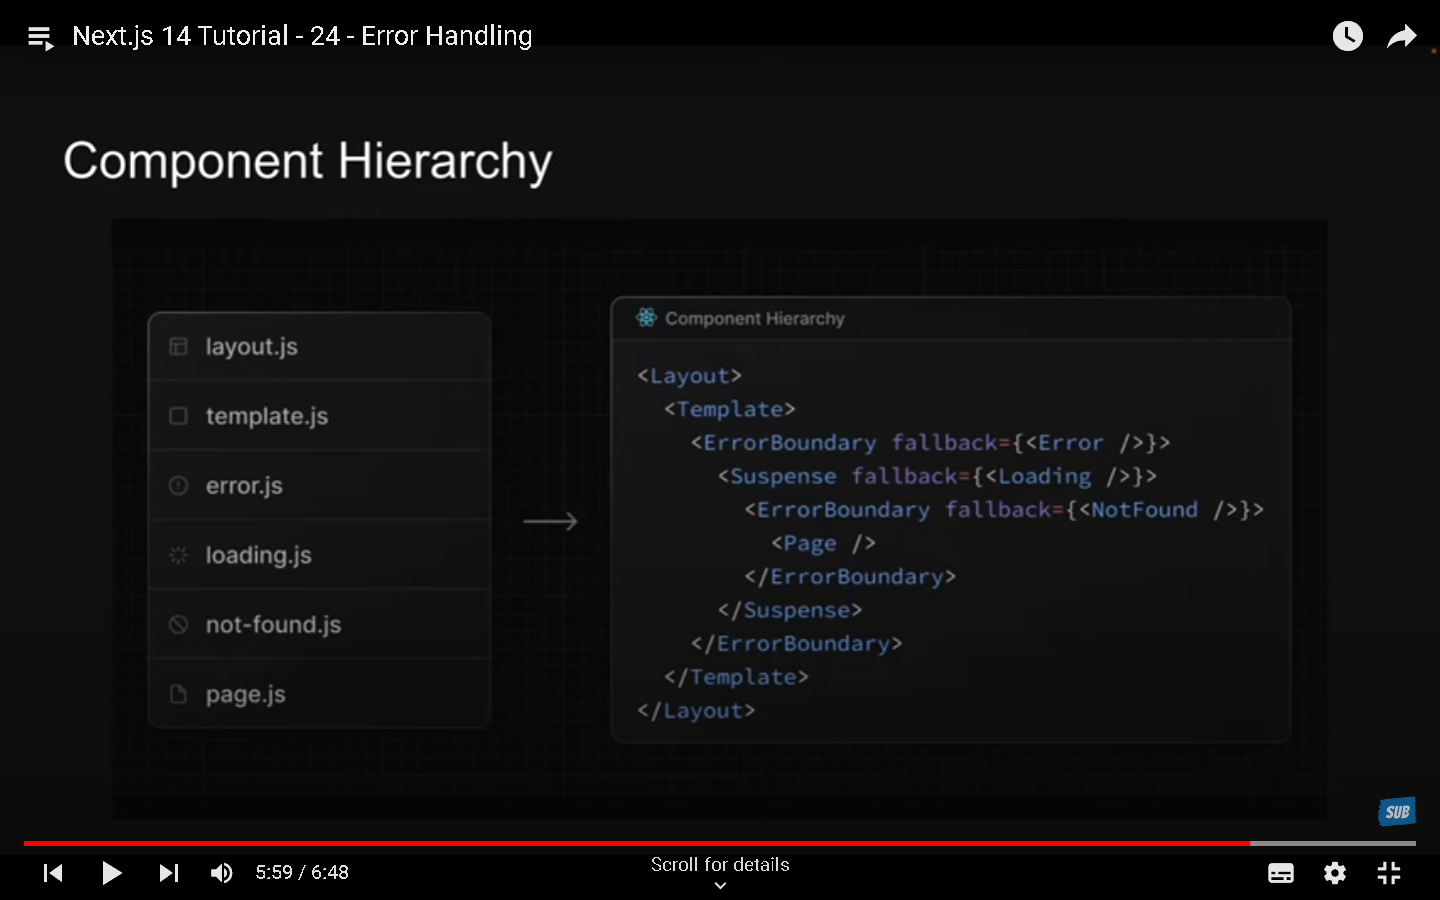 Next.js 14 Tutorial - 24 - Error Handling
Component Hierarchy
layout.js
template.js
error.js
loading.js
not-found.js
page.js
Component Hierarchy
<Layout>
<Template>
<ErrorBoundary fallback={<Error />}>
<Suspense fallback={<Loading />}>
<ErrorBoundary fallback={<NotFound />}>
<Page />
</ErrorBoundary>
</Suspense>
</ErrorBoundary>
</Template>
</Layout>
SUB
5:59 / 6:48
Scroll for details